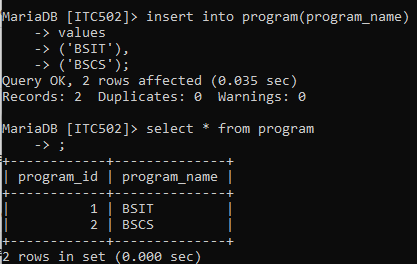 MariaDB [ITC502]> insert into program(program_name)
    -> values
    -> ('BSIT'),
    -> ('BSCS');
Query OK, 2 rows affected (0.035 sec)
Records: 2  Duplicates: 0  Warnings: 0

MariaDB [ITC502]> select * from program
    -> ;
+------------+--------------+
| program_id | program_name |
+------------+--------------+
|          1 | BSIT         |
|          2 | BSCS         |
+------------+--------------+
2 rows in set (0.000 sec)